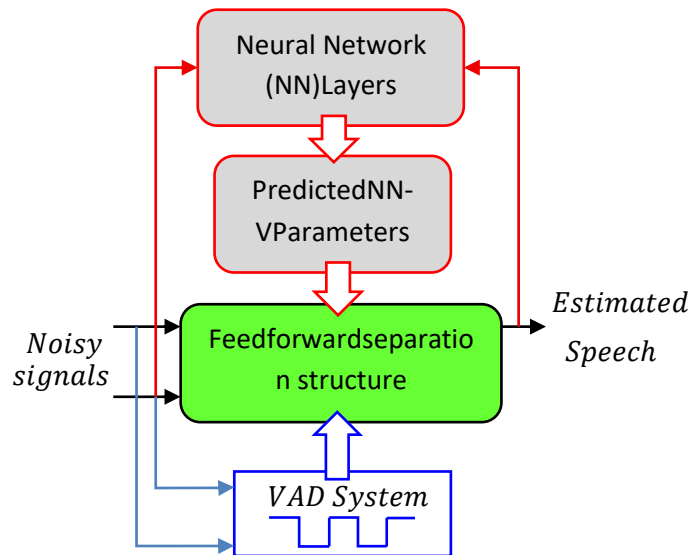 Neural Network
(NN)Layers
PredictedNN-
VParameters
Feedforwardseparatio
n structure
Noisy
signals
Estimated
Speech
VAD System